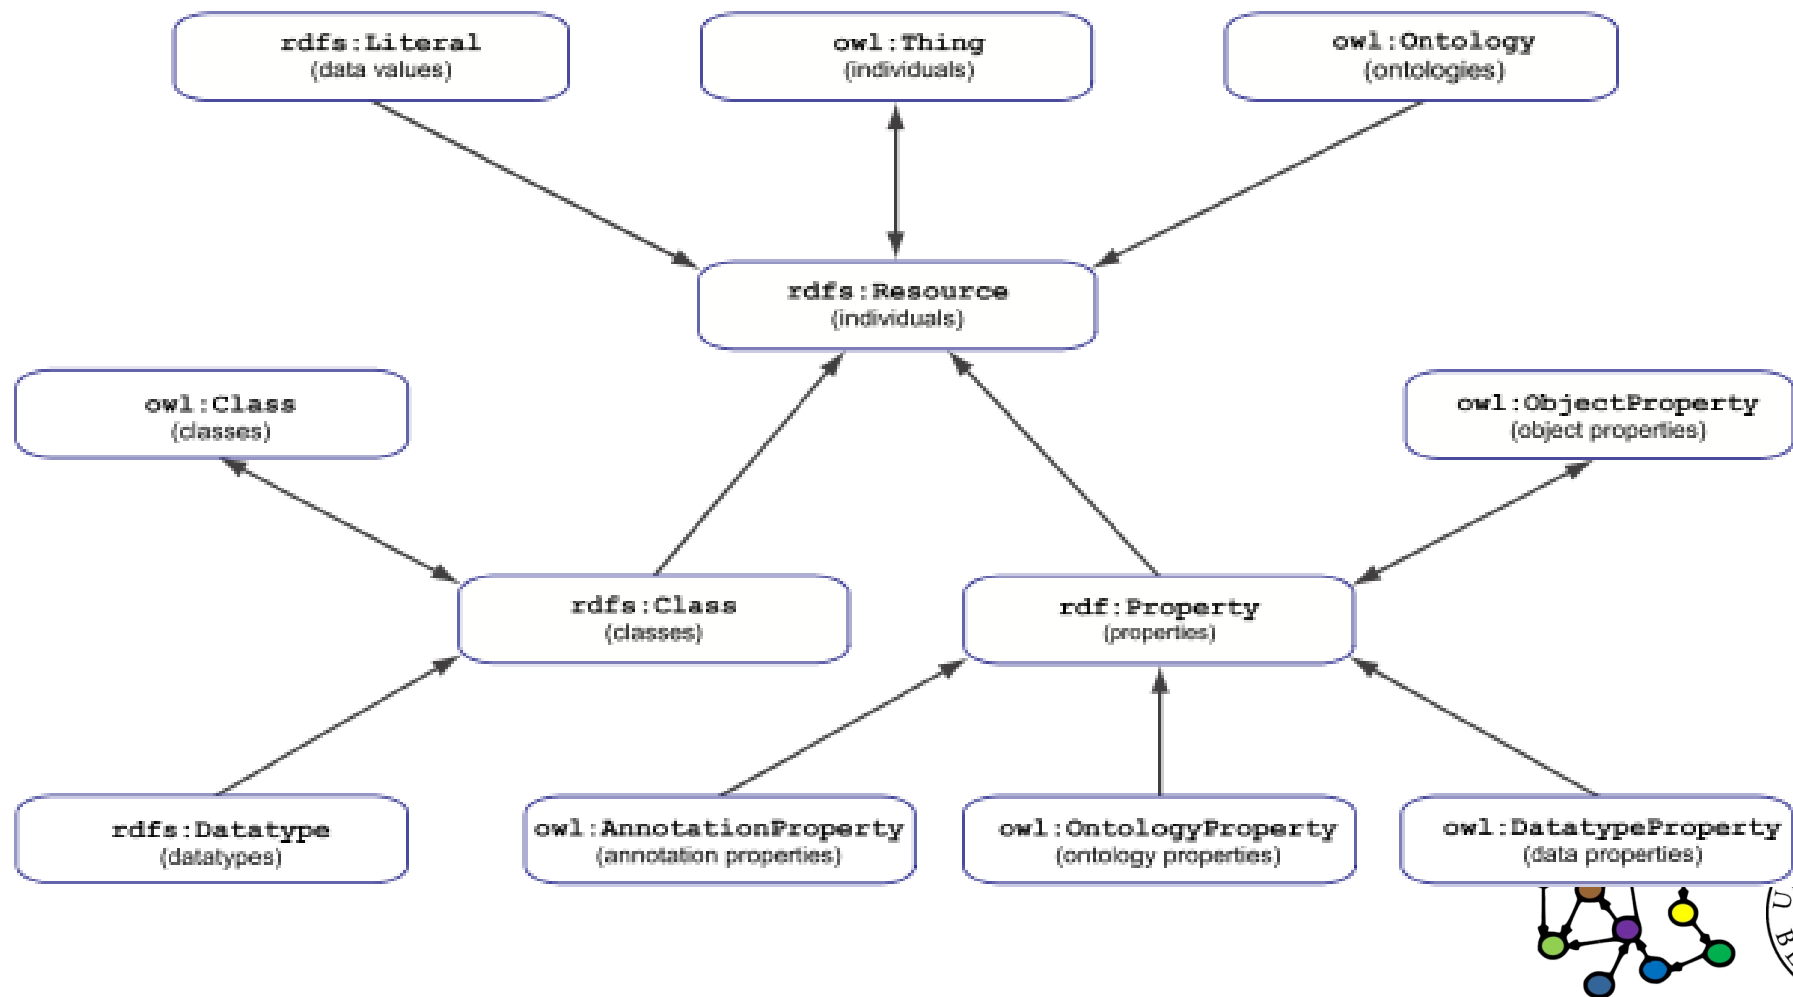 rdfs:Literal
(data values)
owl:Thing
(individuals)
owl:Ontology
(ontologies)
rdfs:Resource
(individuals)
owl:Class
(classes)
owl:ObjectProperty
(object properties)
rdfs:Class
(classes)
rdf:Property
(properties)
rdfs:Datatype
(datatypes)
owl:AnnotationProperty
(annotation properties)
owl:OntologyProperty
(ontology properties)
owl:DatatypeProperty
(data properties)